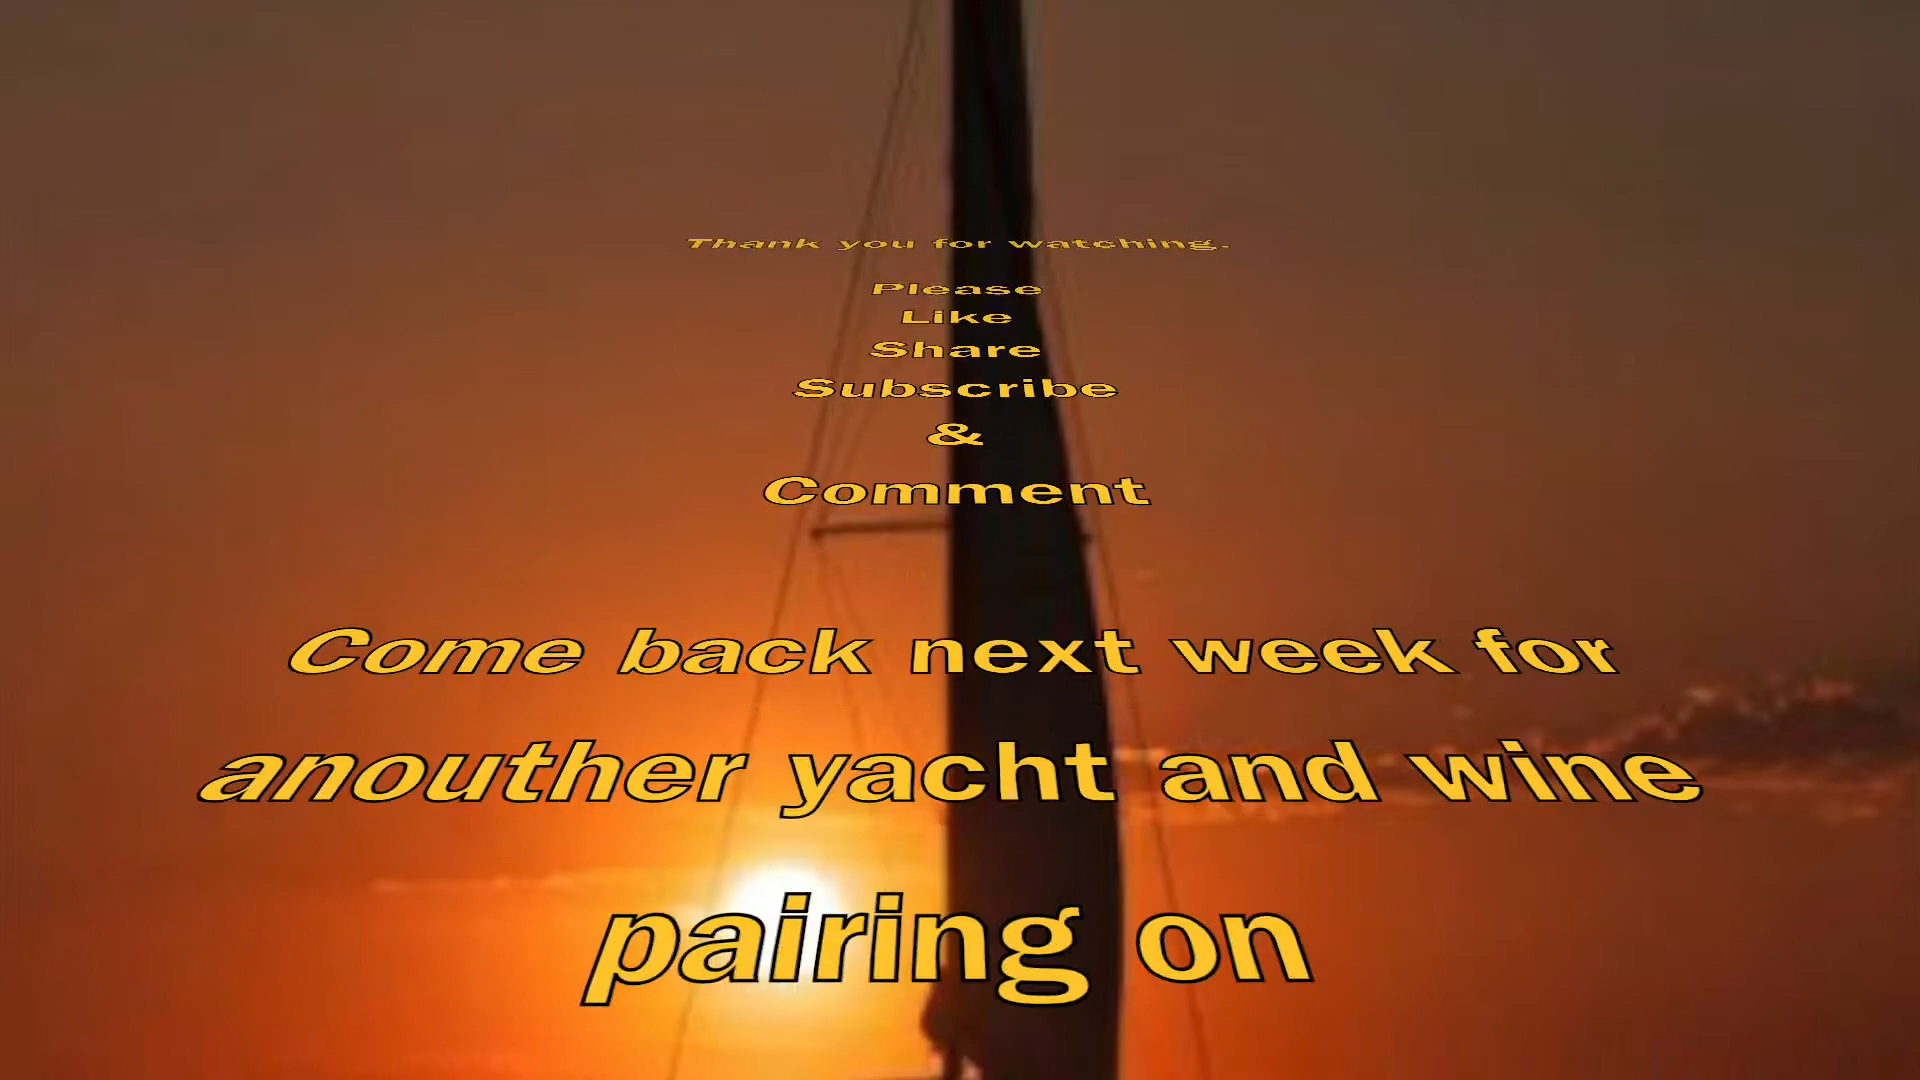 Thank you for watching.
Please
Like
Share
Subscribe
&
Comment
Come back next week for
anouther yacht and wine
pairing on